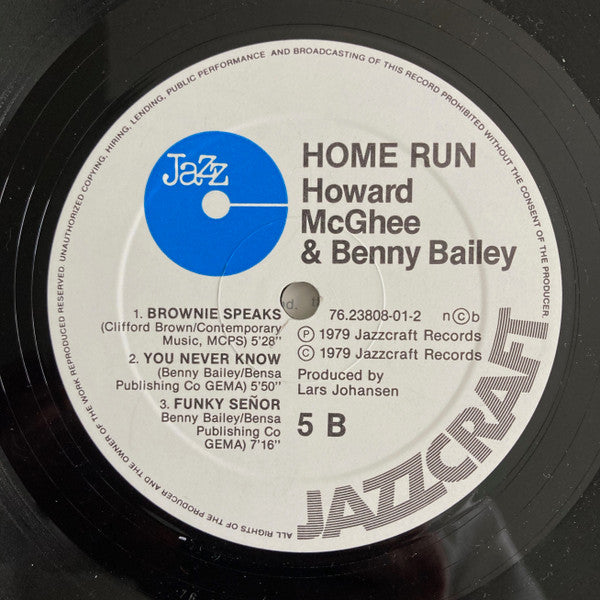 ALL RIGHTS OF THE PRODUCER AND THE OWNER OF THE WORK REPRODUCED RESERVED. UNAUTHORIZED COPYING, HIRING, LENDING, PUBLIC PERFORMANCE AND BROADCASTING OF THIS RECORD PROHIBITED WITHOUT THE CONSENT OF THE PRODUCER.
Jazz
HOME RUN
Howard
McGhee
& Benny Bailey
1. BROWNIE SPEAKS
(Clifford Brown/Contemporary
Music, MCPS) 5'28"
2. YOU NEVER KNOW
(Benny Bailey/Bensa
Publishing Co GEMA) 5'50"
3. FUNKY SEÑOR
Benny Bailey/Bensa
Publishing Co
GEMA) 7'16"
76.23808-01-2 n©b
℗ 1979 Jazzcraft Records
© 1979 Jazzcraft Records
Produced by
Lars Johansen
5 B
JAZZCRAFT